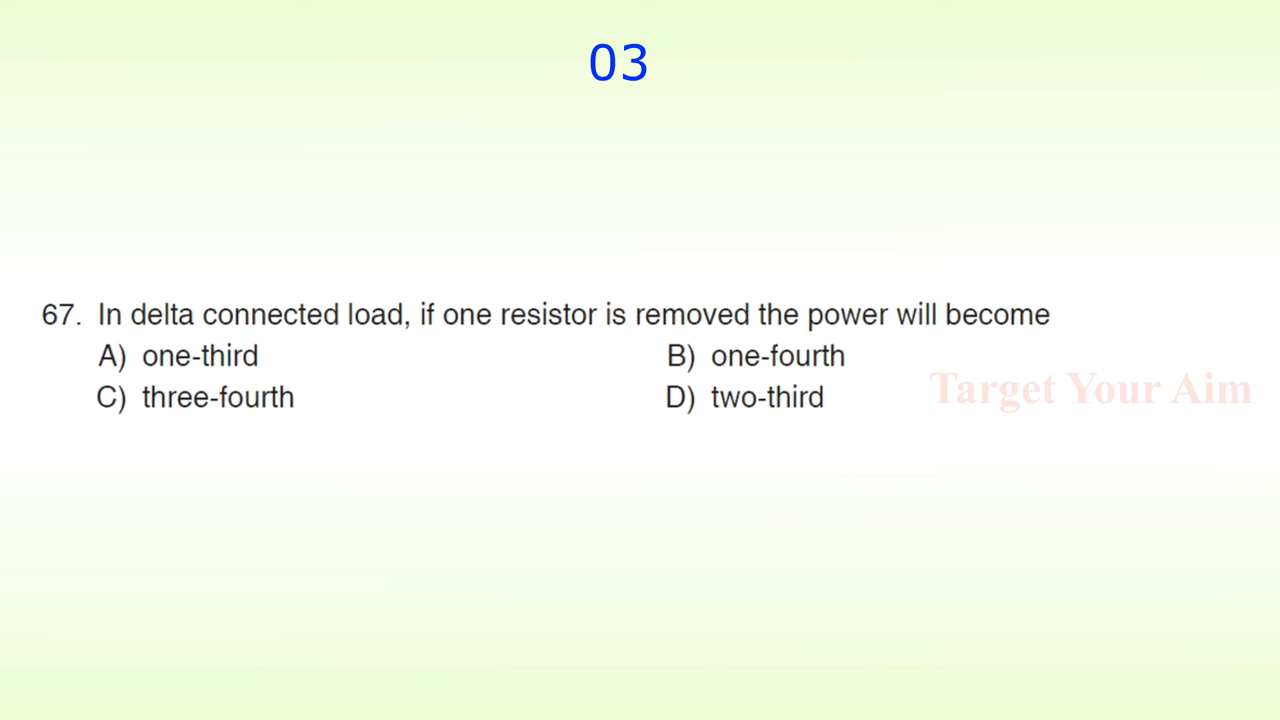 03
67. In delta connected load, if one resistor is removed the power will become
A) one-third B) one-fourth
C) three-fourth D) two-third
Target Your Aim